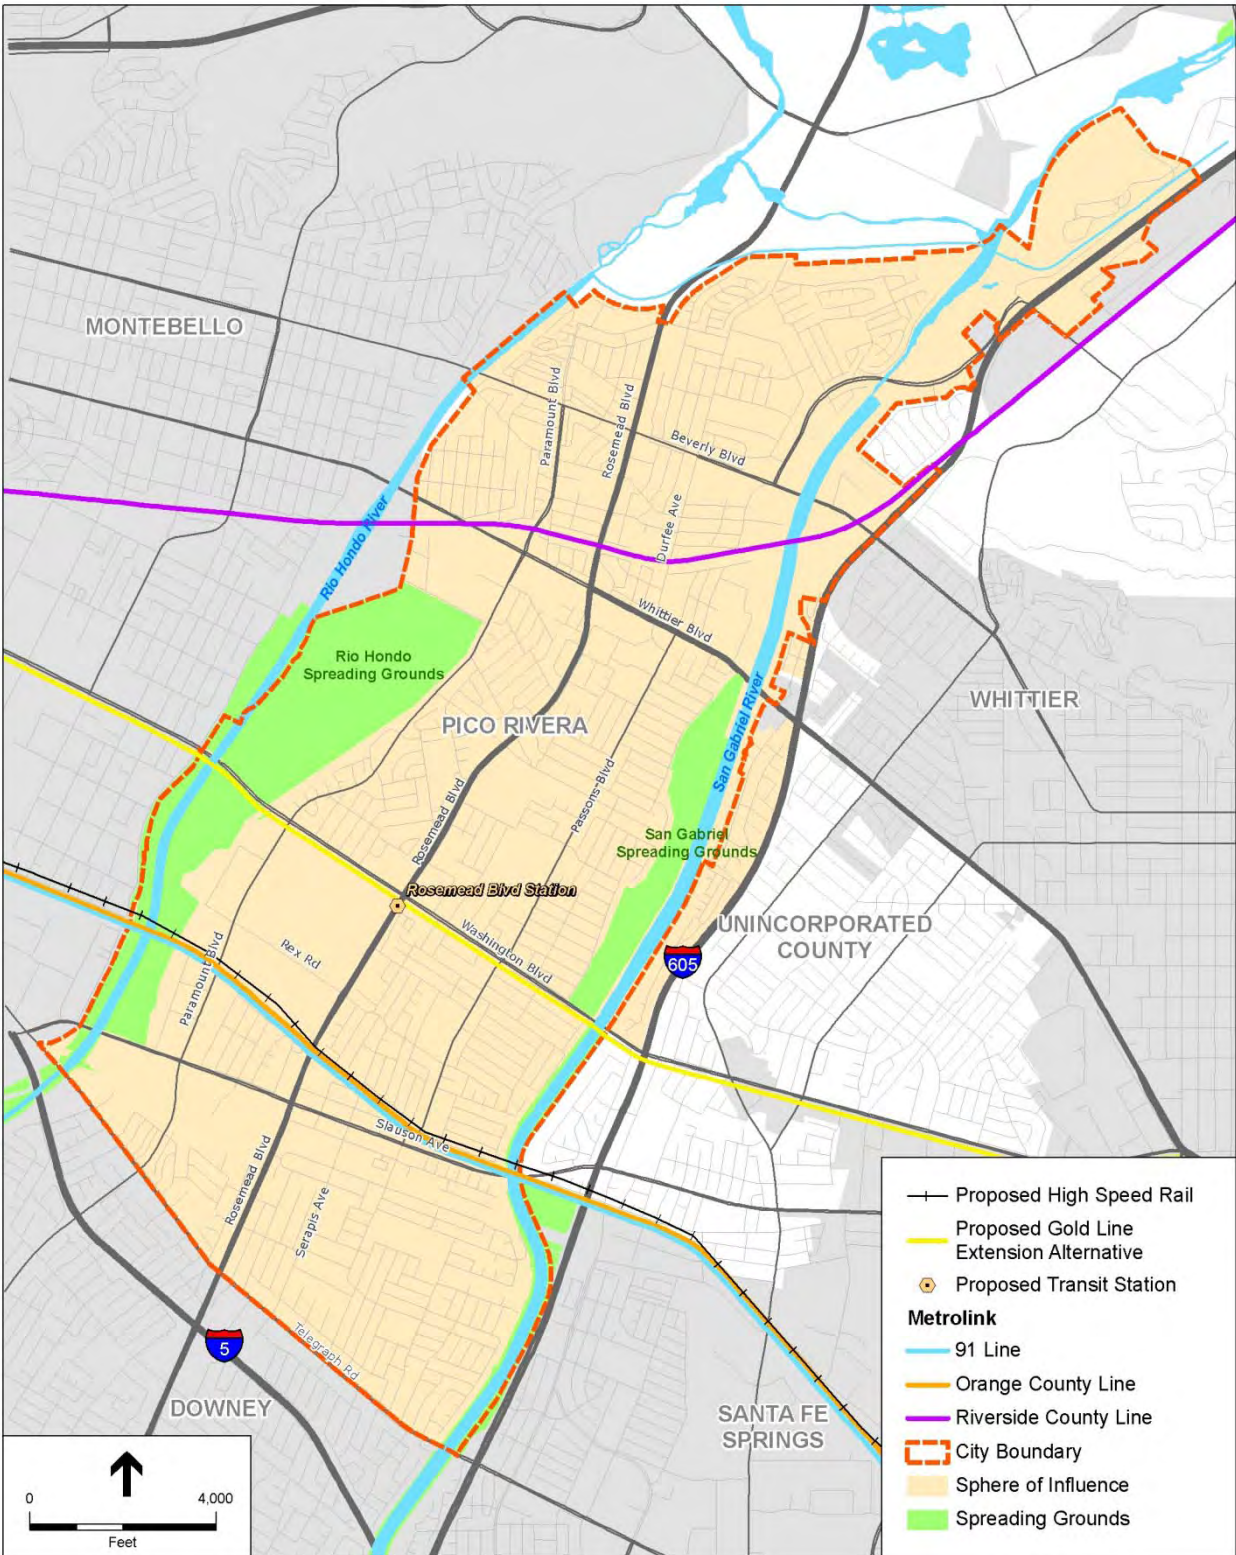 MONTEBELLO
Paramount Blvd
Rosemead Blvd
Beverly Blvd
Durfee Ave
Rio Hondo River
Whittier Blvd
Rio Hondo
Spreading Grounds
PICO RIVERA
WHITTIER
San Gabriel River
Rosemead Blvd
Passons Blvd
San Gabriel
Spreading Grounds
Rosemead Blvd Station
Washington Blvd
UNINCORPORATED
COUNTY
605
Paramount Blvd
Rex Rd
Slauson Ave
Rosemead Blvd
Serapis Ave
Telegraph Rd
5
DOWNEY
SANTA FE
SPRINGS
0
4,000
Feet
Proposed High Speed Rail
Proposed Gold Line
Extension Alternative
Proposed Transit Station
Metrolink
91 Line
Orange County Line
Riverside County Line
City Boundary
Sphere of Influence
Spreading Grounds